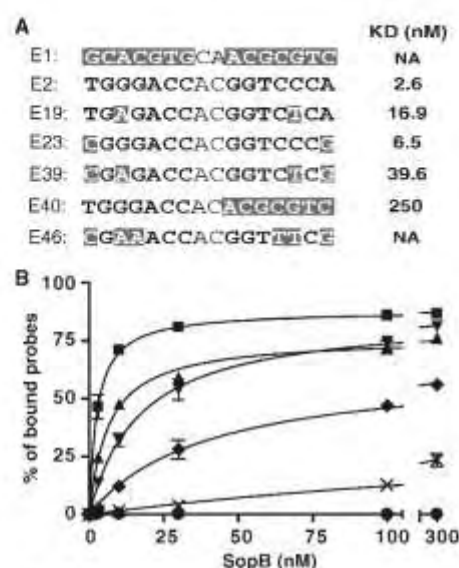 A
KD (nM)
E1: GCACGTGCAACGCGTC NA
E2: TGGGACCACGGTCCCA 2.6
E19: TGAGACCACGGTCTCA 16.9
E23: CGGGACCACGGTCCCG 6.5
E39: CGAGACCACGGTCTCG 39.6
E40: TGGGACCACACGCGTC 250
E46: CGAAACCACGGTTTCG NA
B
100
75
50
25
0
% of bound probes
0 25 50 75 100 300
SopB (nM)